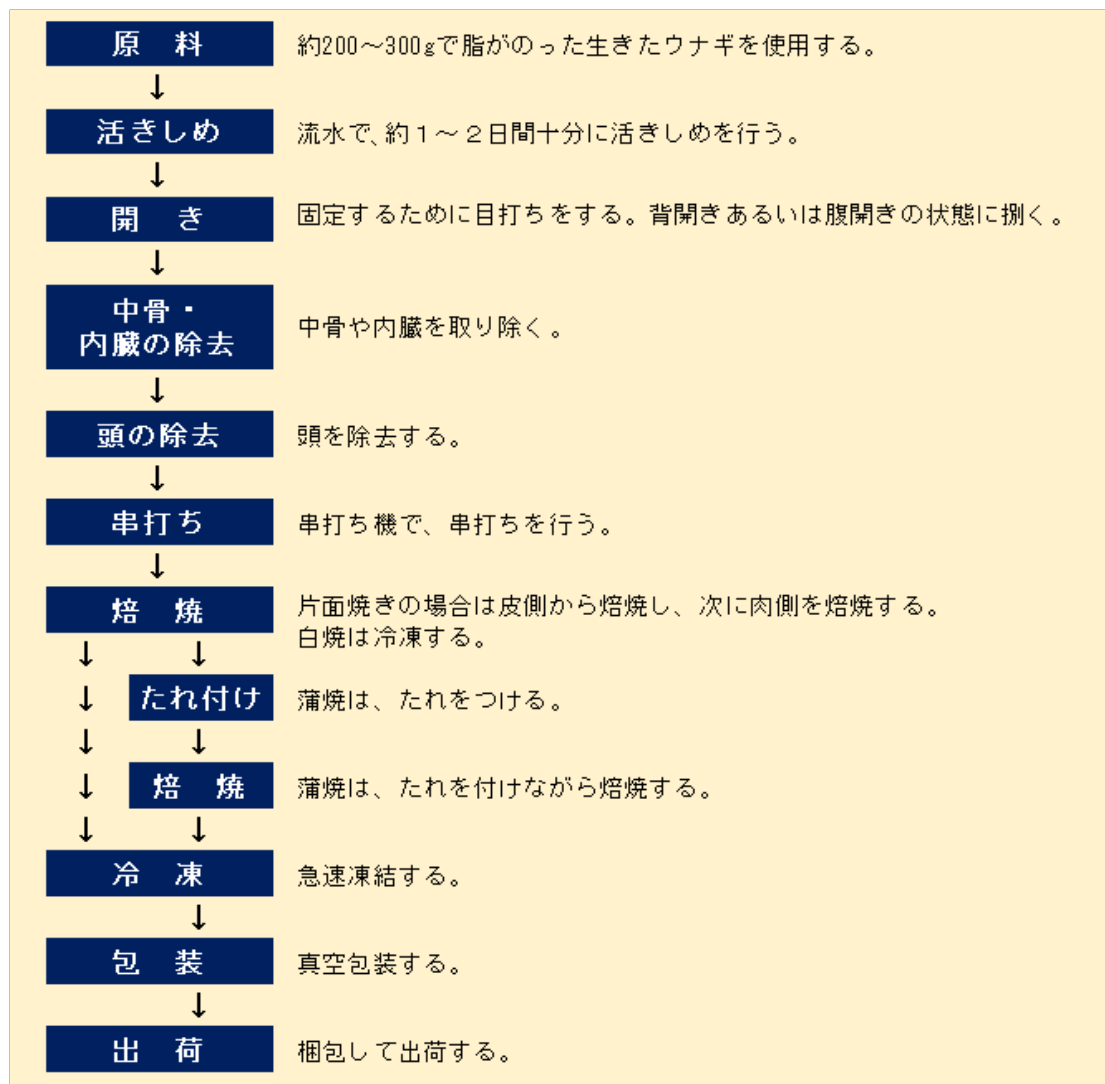 原　料
約200～300gで脂がのった生きたウナギを使用する。
↓
活きしめ
流水で、約１～２日間十分に活きしめを行う。
↓
開　き
固定するために目打ちをする。背開きあるいは腹開きの状態に捌く。
↓
中骨・
内臓の除去
中骨や内臓を取り除く。
↓
頭の除去
頭を除去する。
↓
串打ち
串打ち機で、串打ちを行う。
↓
焙　焼
片面焼きの場合は皮側から焙焼し、次に肉側を焙焼する。
白焼は冷凍する。
↓　↓
↓　たれ付け
蒲焼は、たれをつける。
↓　↓
↓　焙　焼
蒲焼は、たれを付けながら焙焼する。
↓　↓
冷　凍
急速凍結する。
↓
包　装
真空包装する。
↓
出　荷
梱包して出荷する。